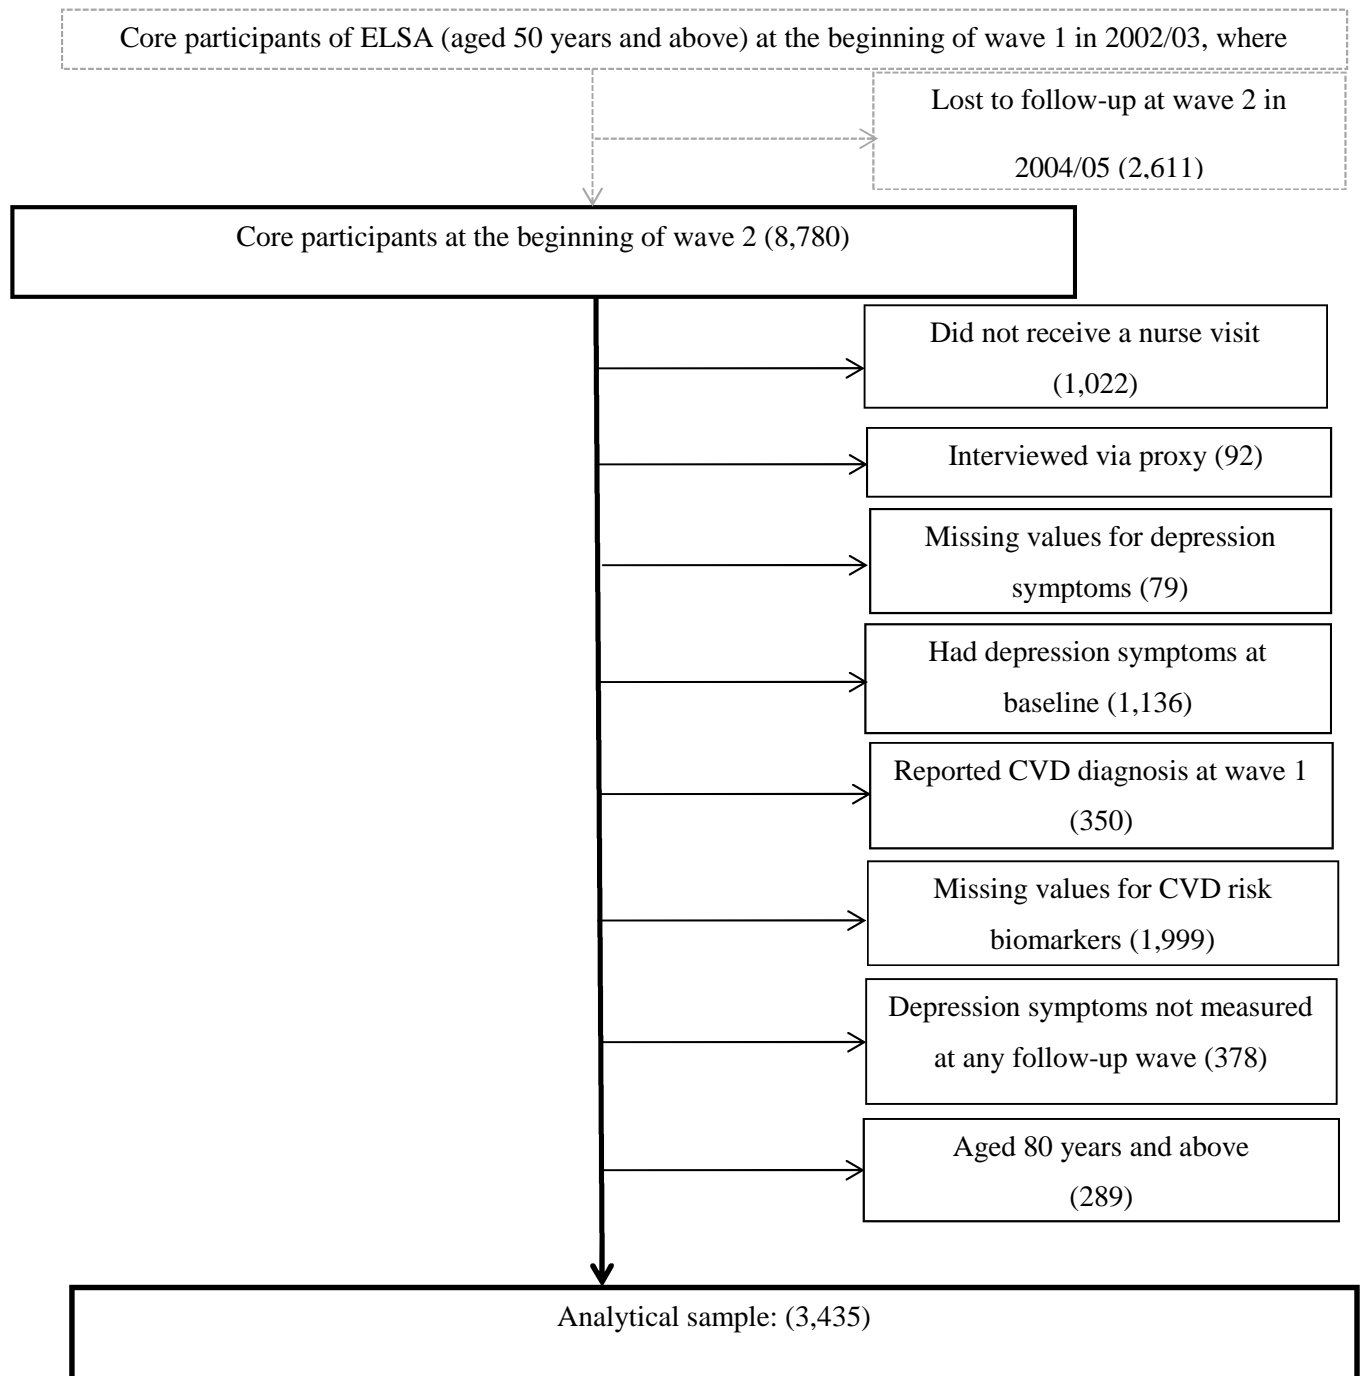 Core participants of ELSA (aged 50 years and above) at the beginning of wave 1 in 2002/03, where
Lost to follow-up at wave 2 in
2004/05 (2,611)
Core participants at the beginning of wave 2 (8,780)
Did not receive a nurse visit
(1,022)
Interviewed via proxy (92)
Missing values for depression
symptoms (79)
Had depression symptoms at
baseline (1,136)
Reported CVD diagnosis at wave 1
(350)
Missing values for CVD risk
biomarkers (1,999)
Depression symptoms not measured
at any follow-up wave (378)
Aged 80 years and above
(289)
Analytical sample: (3,435)